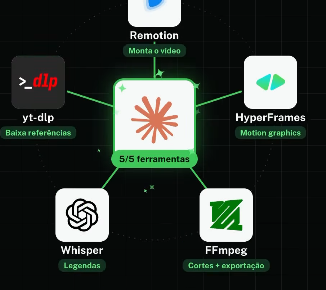 Remotion
Monta o vídeo
>_dlp
yt-dlp
Baixa referências
HyperFrames
Motion graphics
5/5 ferramentas
Whisper
Legendas
FFmpeg
Cortes + exportação